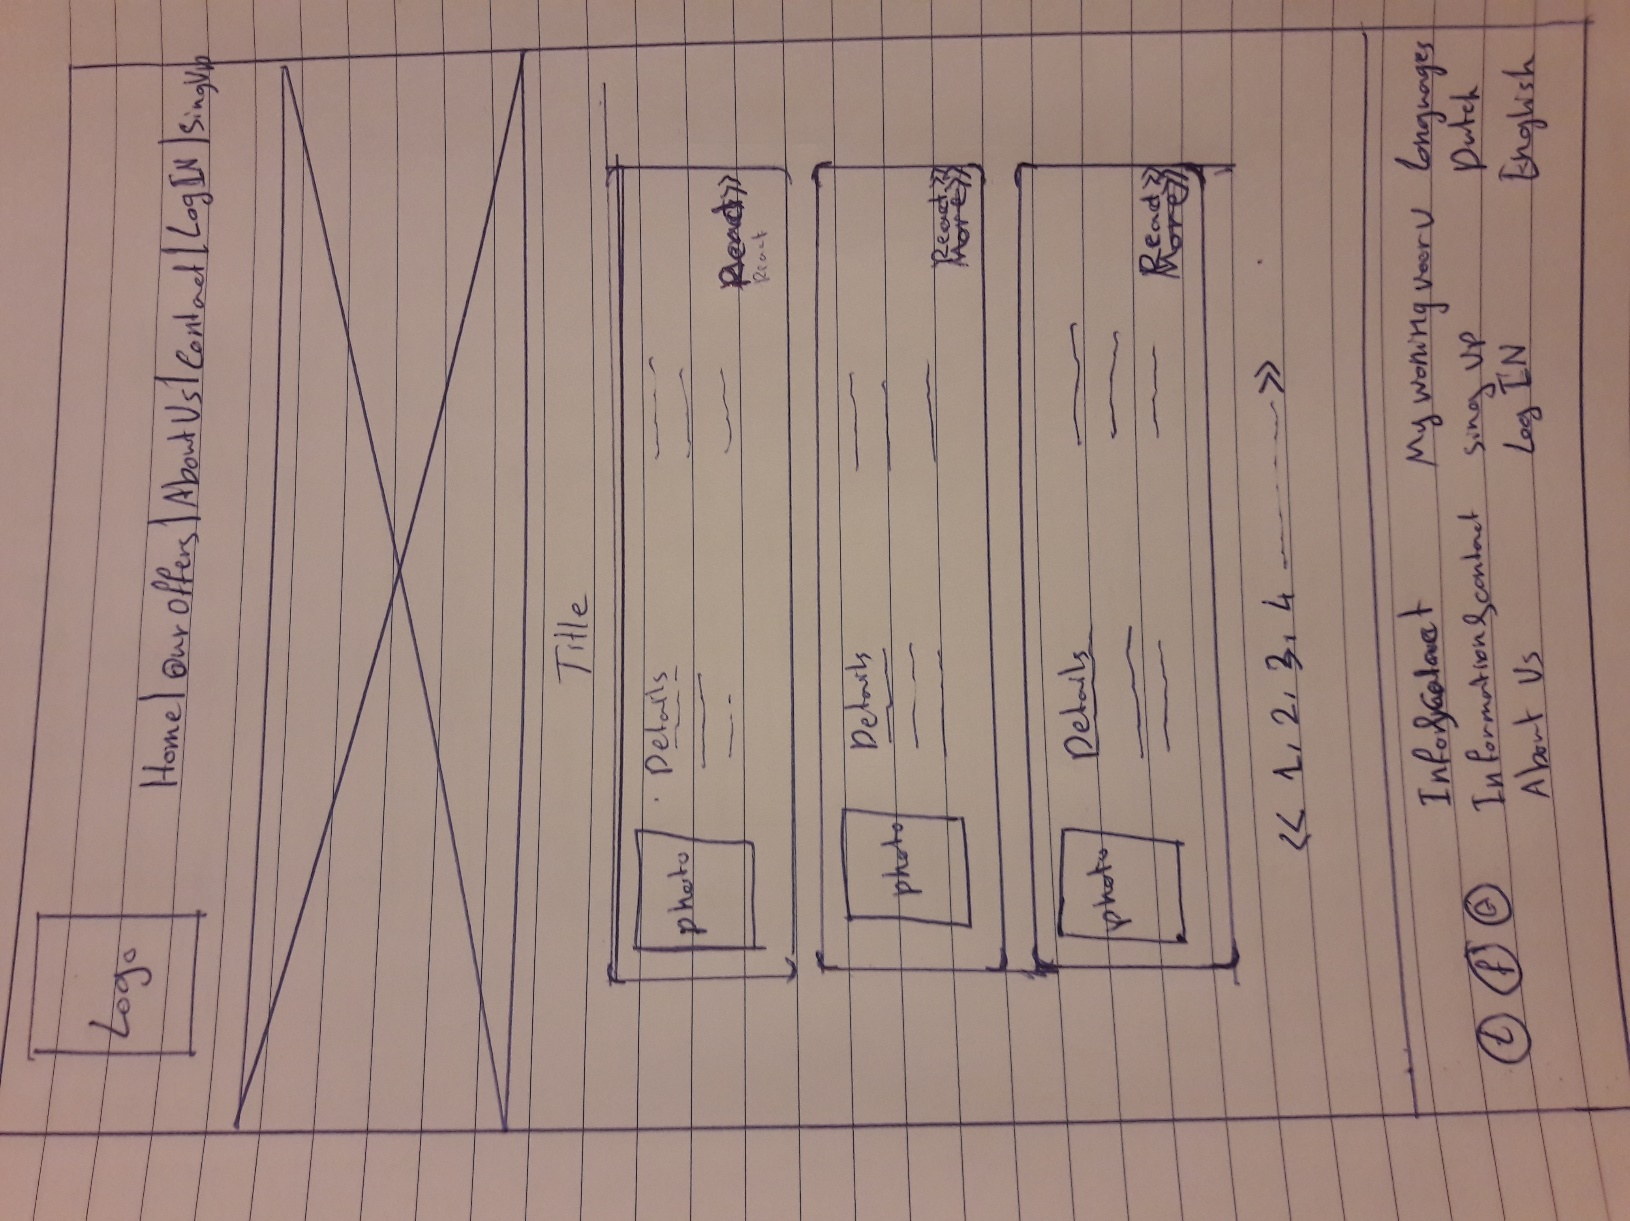 Logo
Home | Our Offers | About Us | Contact | Log IN | Sing Up
Title
photo
Details
Read >>
photo
Details
Read >>
More >>
photo
Details
Read >>
More >>
<< 1, 2, 3, 4 ------ >>
Languages
Dutch
English
My woning voor U
Sing Up
Log IN
Information & contact
About Us
f